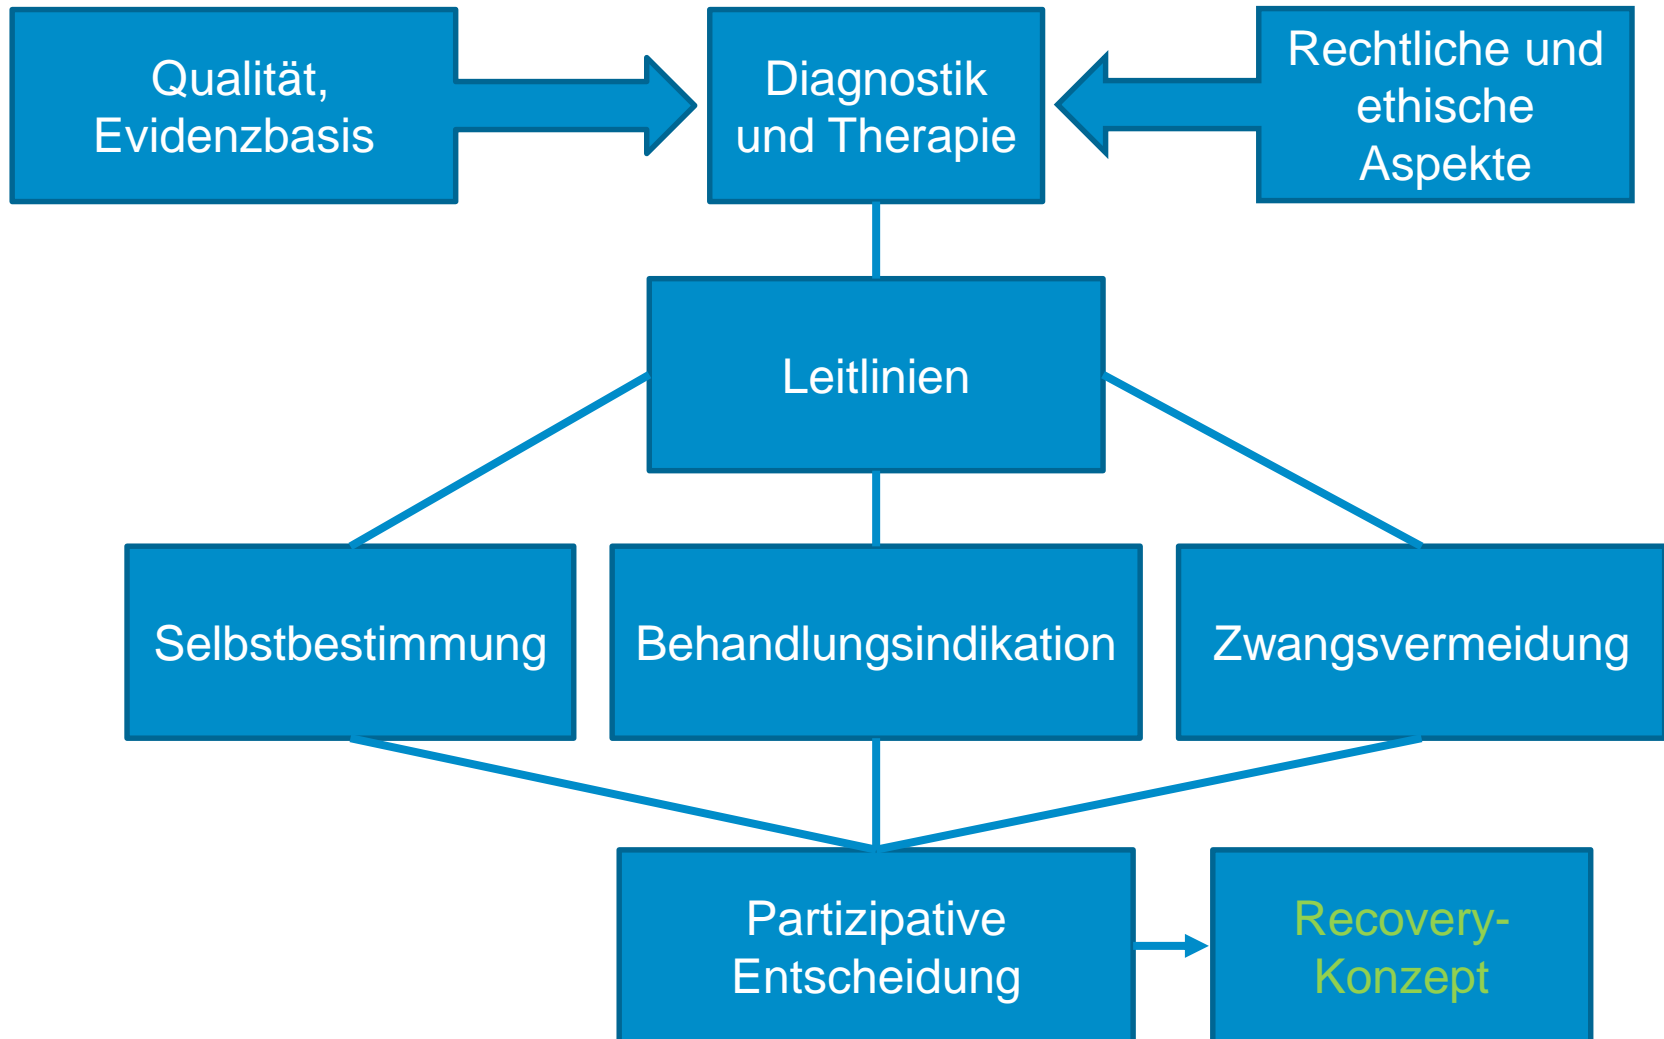 Qualität,
Evidenzbasis
Diagnostik
und Therapie
Rechtliche und
ethische
Aspekte
Leitlinien
Selbstbestimmung
Behandlungsindikation
Zwangsvermeidung
Partizipative
Entscheidung
Recovery-
Konzept